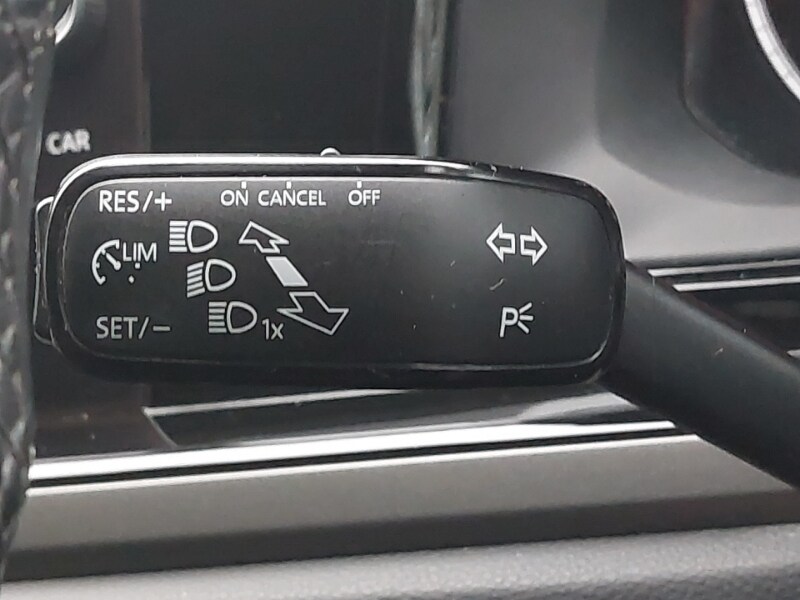 CAR
RES/+ ON CANCEL OFF
LIM
SET/− 1x
P